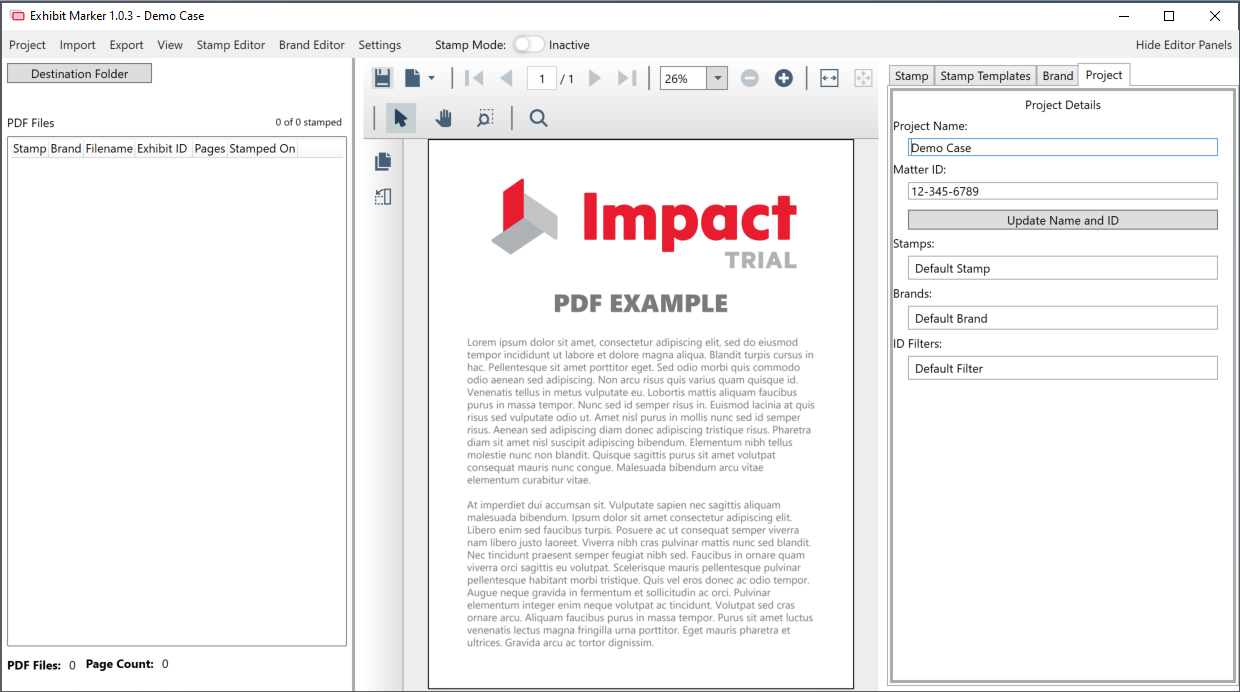 Exhibit Marker 1.0.3 - Demo Case
Project Import Export View Stamp Editor Brand Editor Settings Stamp Mode: Inactive Hide Editor Panels
Destination Folder
PDF Files 0 of 0 stamped
Stamp Brand Filename Exhibit ID Pages Stamped On
PDF Files: 0 Page Count: 0
1 / 1 26%
Impact
TRIAL
PDF EXAMPLE
Lorem ipsum dolor sit amet, consectetur adipiscing elit, sed do eiusmod
tempor incididunt ut labore et dolore magna aliqua. Blandit turpis cursus in
hac. Pellentesque sit amet porttitor eget. Sed odio morbi quis commodo
odio aenean sed adipiscing. Non arcu risus quis varius quam quisque id.
Venenatis tellus in metus vulputate eu. Lobortis mattis aliquam faucibus
purus in massa tempor. Nunc sed id semper risus in. Euismod lacinia at quis
risus sed vulputate odio ut. Amet nisl purus in mollis nunc sed id semper
risus. Aenean sed adipiscing diam donec adipiscing tristique risus. Pharetra
diam sit amet nisl suscipit adipiscing bibendum. Elementum nibh tellus
molestie nunc non blandit. Quisque sagittis purus sit amet volutpat
consequat mauris nunc congue. Malesuada bibendum arcu vitae
elementum curabitur vitae.
At imperdiet dui accumsan sit. Vulputate sapien nec sagittis aliquam
malesuada bibendum. Ipsum dolor sit amet consectetur adipiscing elit.
Libero enim sed faucibus turpis. Posuere ac ut consequat semper viverra
nam libero justo laoreet. Viverra nibh cras pulvinar mattis nunc sed blandit.
Nec tincidunt praesent semper feugiat nibh sed. Faucibus in ornare quam
viverra orci sagittis eu volutpat. Scelerisque mauris pellentesque pulvinar
pellentesque habitant morbi tristique. Quis vel eros donec ac odio tempor.
Augue neque gravida in fermentum et sollicitudin ac orci. Pulvinar
elementum integer enim neque volutpat ac tincidunt. Volutpat sed cras
ornare arcu. Aliquam faucibus purus in massa tempor. Purus sit amet luctus
venenatis lectus magna fringilla urna porttitor. Eget mauris pharetra et
ultrices. Gravida arcu ac tortor dignissim.
Stamp Stamp Templates Brand Project
Project Details
Project Name:
Demo Case
Matter ID:
12-345-6789
Update Name and ID
Stamps:
Default Stamp
Brands:
Default Brand
ID Filters:
Default Filter